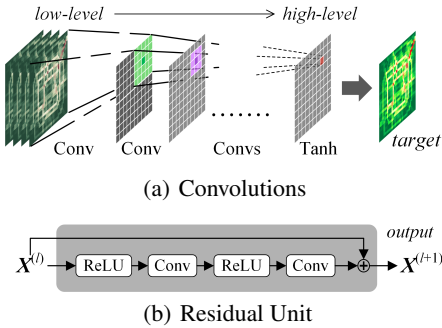 low-level high-level
Conv Conv Convs Tanh target
(a) Convolutions
output
X(l) ReLU Conv ReLU Conv + X(l+1)
(b) Residual Unit